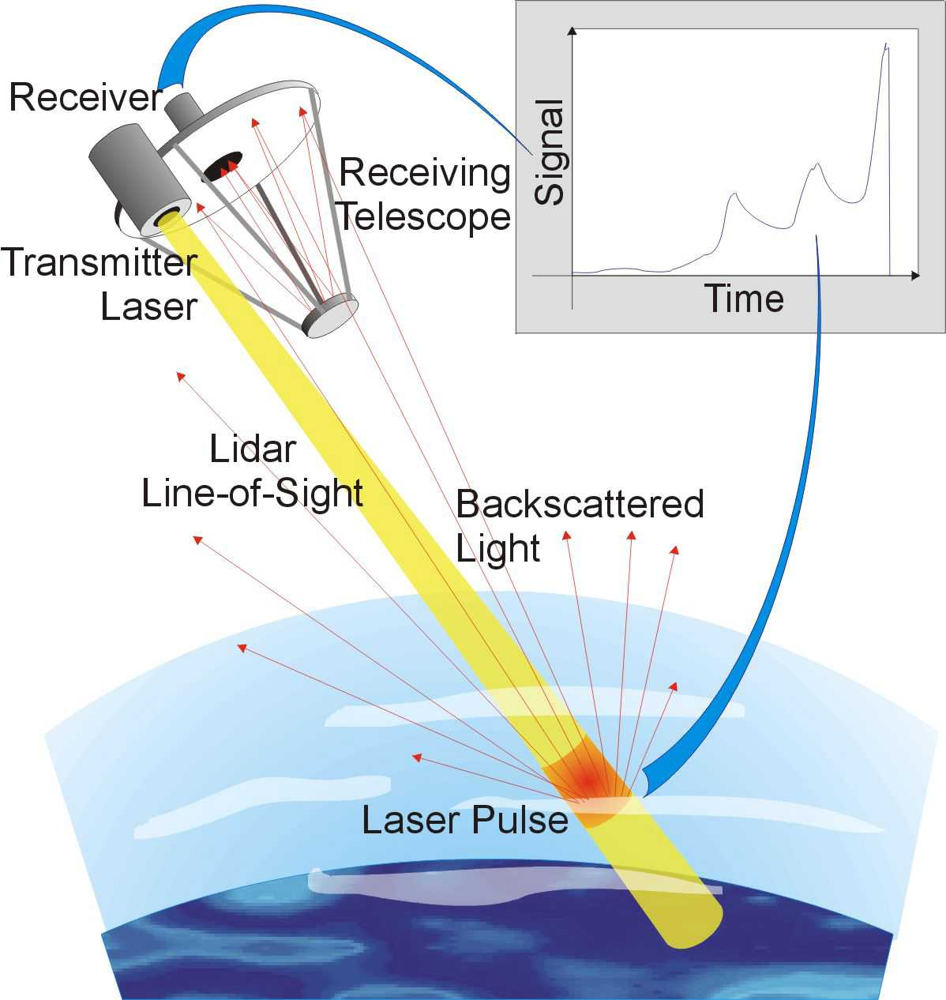 Receiver
Signal
Receiving
Telescope
Transmitter
Laser
Time
Lidar
Line-of-Sight
Backscattered
Light
Laser Pulse